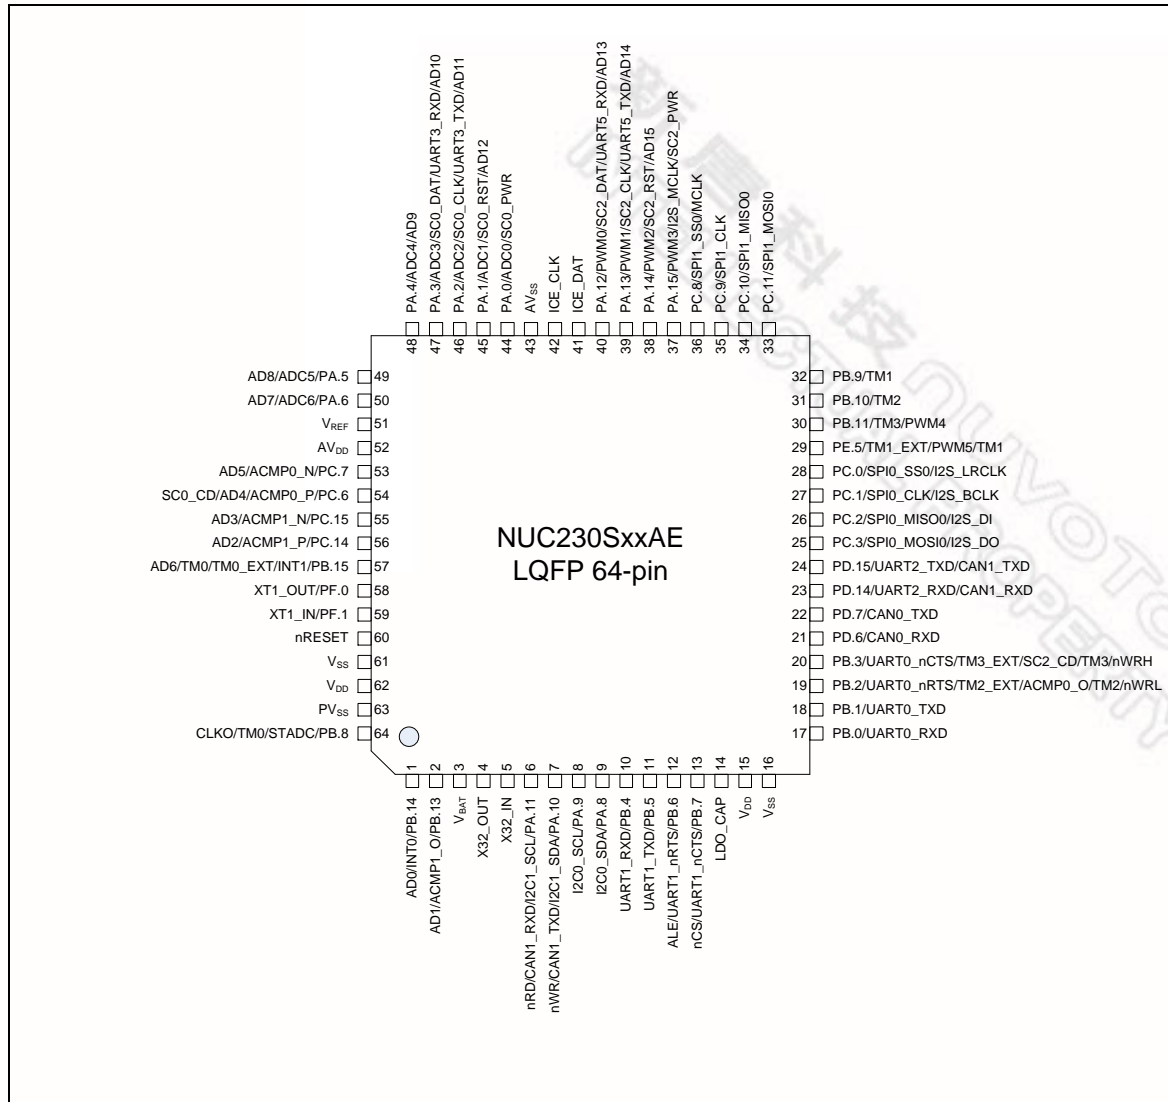 PA.4/ADC4/AD9
PA.3/ADC3/SC0_DAT/UART3_RXD/AD10
PA.2/ADC2/SC0_CLK/UART3_TXD/AD11
PA.1/ADC1/SC0_RST/AD12
PA.0/ADC0/SC0_PWR
AVSS
ICE_CLK
ICE_DAT
PA.12/PWM0/SC2_DAT/UART5_RXD/AD13
PA.13/PWM1/SC2_CLK/UART5_TXD/AD14
PA.14/PWM2/SC2_RST/AD15
PA.15/PWM3/I2S_MCLK/SC2_PWR
PC.8/SPI1_SS0/MCLK
PC.9/SPI1_CLK
PC.10/SPI1_MISO0
PC.11/SPI1_MOSI0
48 47 46 45 44 43 42 41 40 39 38 37 36 35 34 33
AD8/ADC5/PA.5 49
AD7/ADC6/PA.6 50
VREF 51
AVDD 52
AD5/ACMP0_N/PC.7 53
SC0_CD/AD4/ACMP0_P/PC.6 54
AD3/ACMP1_N/PC.15 55
AD2/ACMP1_P/PC.14 56
AD6/TM0/TM0_EXT/INT1/PB.15 57
XT1_OUT/PF.0 58
XT1_IN/PF.1 59
nRESET 60
VSS 61
VDD 62
PVSS 63
CLKO/TM0/STADC/PB.8 64
NUC230SxxAE
LQFP 64-pin
32 PB.9/TM1
31 PB.10/TM2
30 PB.11/TM3/PWM4
29 PE.5/TM1_EXT/PWM5/TM1
28 PC.0/SPI0_SS0/I2S_LRCLK
27 PC.1/SPI0_CLK/I2S_BCLK
26 PC.2/SPI0_MISO0/I2S_DI
25 PC.3/SPI0_MOSI0/I2S_DO
24 PD.15/UART2_TXD/CAN1_TXD
23 PD.14/UART2_RXD/CAN1_RXD
22 PD.7/CAN0_TXD
21 PD.6/CAN0_RXD
20 PB.3/UART0_nCTS/TM3_EXT/SC2_CD/TM3/nWRH
19 PB.2/UART0_nRTS/TM2_EXT/ACMP0_O/TM2/nWRL
18 PB.1/UART0_TXD
17 PB.0/UART0_RXD
1 2 3 4 5 6 7 8 9 10 11 12 13 14 15 16
AD0/INT0/PB.14
AD1/ACMP1_O/PB.13
VBAT
X32_OUT
X32_IN
nRD/CAN1_RXD/I2C1_SCL/PA.11
nWR/CAN1_TXD/I2C1_SDA/PA.10
I2C0_SCL/PA.9
I2C0_SDA/PA.8
UART1_RXD/PB.4
UART1_TXD/PB.5
ALE/UART1_nRTS/PB.6
nCS/UART1_nCTS/PB.7
LDO_CAP
VDD
VSS
新唐科技 nuvoTo
INTELLECTUAL PROPERTY